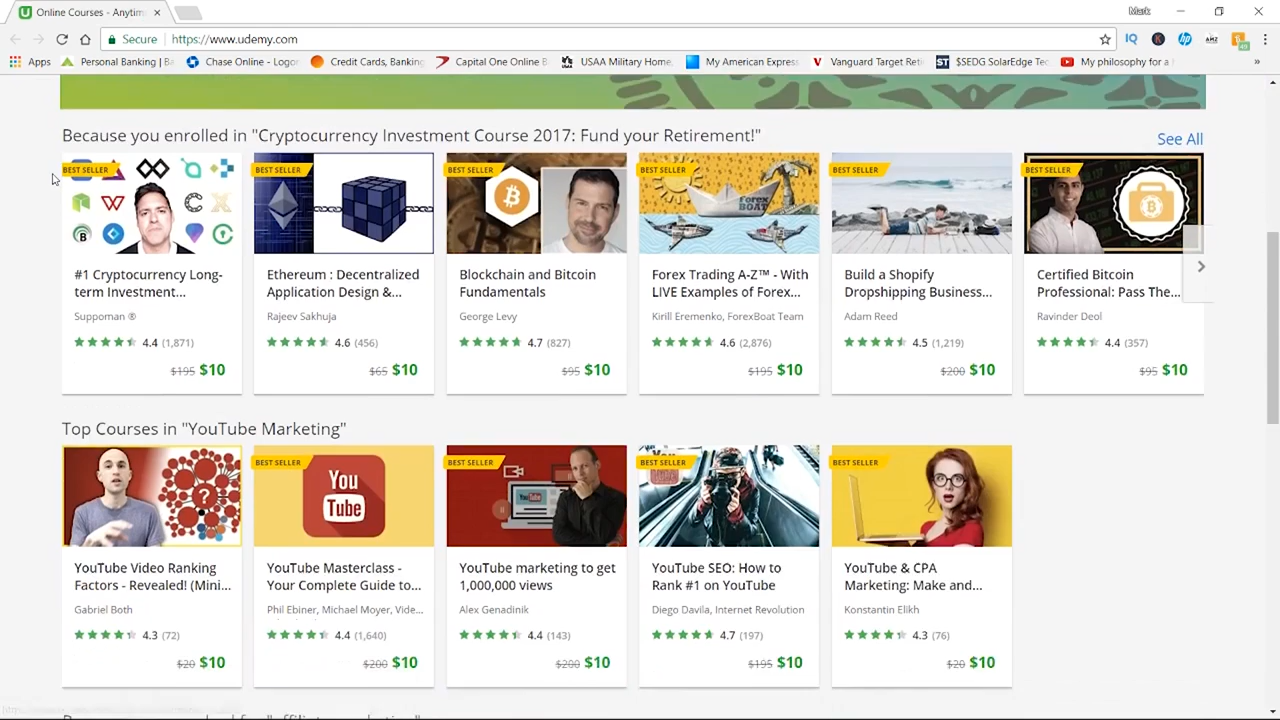 Online Courses - Anytim
Mark
Secure
https://www.udemy.com
Apps
Personal Banking | Ba
Chase Online - Logon
Credit Cards, Banking,
Capital One Online B
USAA Military Home,
My American Express
Vanguard Target Reti
$SEDG SolarEdge Tec
My philosophy for a
Because you enrolled in "Cryptocurrency Investment Course 2017: Fund your Retirement!"
See All
BEST SELLER
BEST SELLER
BEST SELLER
BEST SELLER
FOREX
BOAT
BEST SELLER
BEST SELLER
#1 Cryptocurrency Long-
term Investment...
Suppoman ®
4.4 (1,871)
$195 $10
Ethereum : Decentralized
Application Design &...
Rajeev Sakhuja
4.6 (456)
$65 $10
Blockchain and Bitcoin
Fundamentals
George Levy
4.7 (827)
$95 $10
Forex Trading A-Z™ - With
LIVE Examples of Forex...
Kirill Eremenko, ForexBoat Team
4.6 (2,876)
$195 $10
Build a Shopify
Dropshipping Business...
Adam Reed
4.5 (1,219)
$200 $10
Certified Bitcoin
Professional: Pass The...
Ravinder Deol
4.4 (357)
$95 $10
Top Courses in "YouTube Marketing"
BEST SELLER
You
Tube
BEST SELLER
BEST SELLER
BEST SELLER
YouTube Video Ranking
Factors - Revealed! (Mini...
Gabriel Both
4.3 (72)
$20 $10
YouTube Masterclass -
Your Complete Guide to...
Phil Ebiner, Michael Moyer, Vide...
4.4 (1,640)
$200 $10
YouTube marketing to get
1,000,000 views
Alex Genadinik
4.4 (143)
$200 $10
YouTube SEO: How to
Rank #1 on YouTube
Diego Davila, Internet Revolution
4.7 (197)
$195 $10
YouTube & CPA
Marketing: Make and...
Konstantin Elikh
4.3 (76)
$20 $10